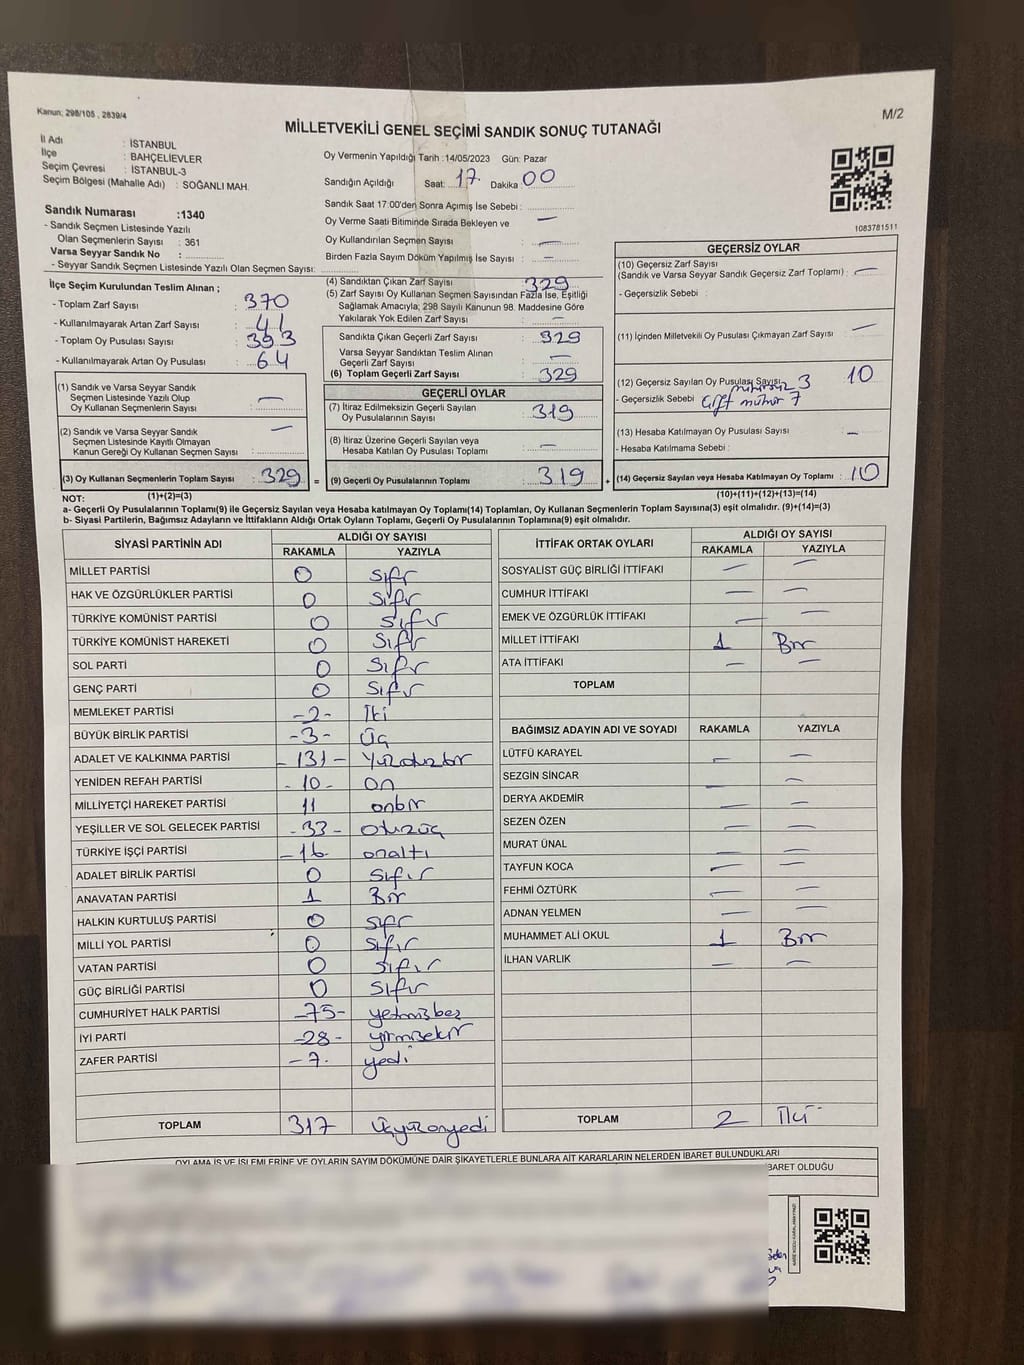 Kanun; 298/105 , 2839/4
M/2
MİLLETVEKİLİ GENEL SEÇİMİ SANDIK SONUÇ TUTANAĞI
İl Adı : İSTANBUL
İlçe : BAHÇELİEVLER
Seçim Çevresi : İSTANBUL-3
Seçim Bölgesi (Mahalle Adı) : SOĞANLI MAH.
Sandık Numarası :1340
- Sandık Seçmen Listesinde Yazılı
Olan Seçmenlerin Sayısı : 361
Varsa Seyyar Sandık No :
- Seyyar Sandık Seçmen Listesinde Yazılı Olan Seçmen Sayısı:
Oy Vermenin Yapıldığı Tarih :14/05/2023 Gün: Pazar
Sandığın Açıldığı Saat: 17 Dakika: 00
Sandık Saat 17:00'den Sonra Açımış İse Sebebi :
Oy Verme Saati Bitiminde Sırada Bekleyen ve —
Oy Kullandırılan Seçmen Sayısı —
Birden Fazla Sayım Döküm Yapılmış İse Sayısı : —
1083781511
İlçe Seçim Kurulundan Teslim Alınan ;
- Toplam Zarf Sayısı : 370
- Kullanılmayarak Artan Zarf Sayısı : 41
- Toplam Oy Pusulası Sayısı : 393
- Kullanılmayarak Artan Oy Pusulası : 64
(1) Sandık ve Varsa Seyyar Sandık
Seçmen Listesinde Yazılı Olup
Oy Kullanan Seçmenlerin Sayısı : —
(2) Sandık ve Varsa Seyyar Sandık
Seçmen Listesinde Kayıtlı Olmayan
Kanun Gereği Oy Kullanan Seçmen Sayısı : —
(3) Oy Kullanan Seçmenlerin Toplam Sayısı : 329 =
(4) Sandıktan Çıkan Zarf Sayısı : 329
(5) Zarf Sayısı Oy Kullanan Seçmen Sayısından Fazla İse, Eşitliği
Sağlamak Amacıyla; 298 Sayılı Kanunun 98. Maddesine Göre
Yakılarak Yok Edilen Zarf Sayısı : —
Sandıkta Çıkan Geçerli Zarf Sayısı : 329
Varsa Seyyar Sandıktan Teslim Alınan
Geçerli Zarf Sayısı : —
(6) Toplam Geçerli Zarf Sayısı : 329
GEÇERLİ OYLAR
(7) İtiraz Edilmeksizin Geçerli Sayılan
Oy Pusulalarının Sayısı : 319
(8) İtiraz Üzerine Geçerli Sayılan veya
Hesaba Katılan Oy Pusulası Toplamı : —
(9) Geçerli Oy Pusulalarının Toplamı : 319 +
GEÇERSİZ OYLAR
(10) Geçersiz Zarf Sayısı
(Sandık ve Varsa Seyyar Sandık Geçersiz Zarf Toplamı) : —
- Geçersizlik Sebebi :
(11) İçinden Milletvekili Oy Pusulası Çıkmayan Zarf Sayısı : —
(12) Geçersiz Sayılan Oy Pusulası Sayısı : 10
mühürsüz 3
- Geçersizlik Sebebi : çift mühür 7
(13) Hesaba Katılmayan Oy Pusulası Sayısı : —
- Hesaba Katılmama Sebebi :
(14) Geçersiz Sayılan veya Hesaba Katılmayan Oy Toplamı : 10
NOT: (1)+(2)=(3) (10)+(11)+(12)+(13)=(14)
a- Geçerli Oy Pusulalarının Toplamı(9) ile Geçersiz Sayılan veya Hesaba katılmayan Oy Toplamı(14) Toplamları, Oy Kullanan Seçmenlerin Toplam Sayısına(3) eşit olmalıdır. (9)+(14)=(3)
b- Siyasi Partilerin, Bağımsız Adayların ve İttifakların Aldığı Ortak Oyların Toplamı, Geçerli Oy Pusulalarının Toplamına(9) eşit olmalıdır.
SİYASİ PARTİNİN ADI ALDIĞI OY SAYISI
RAKAMLA YAZIYLA
MİLLET PARTİSİ 0 sıfır
HAK VE ÖZGÜRLÜKLER PARTİSİ 0 sıfır
TÜRKİYE KOMÜNİST PARTİSİ 0 sıfır
TÜRKİYE KOMÜNİST HAREKETİ 0 sıfır
SOL PARTİ 0 sıfır
GENÇ PARTİ 0 sıfır
MEMLEKET PARTİSİ -2- İki
BÜYÜK BİRLİK PARTİSİ -3- Üç
ADALET VE KALKINMA PARTİSİ -131- Yüzotuzbir
YENİDEN REFAH PARTİSİ -10- on
MİLLİYETÇİ HAREKET PARTİSİ 11 onbir
YEŞİLLER VE SOL GELECEK PARTİSİ -33- otuzüç
TÜRKİYE İŞÇİ PARTİSİ -16- onaltı
ADALET BİRLİK PARTİSİ 0 sıfır
ANAVATAN PARTİSİ 1 Bir
HALKIN KURTULUŞ PARTİSİ 0 sıfır
MİLLİ YOL PARTİSİ 0 sıfır
VATAN PARTİSİ 0 sıfır
GÜÇ BİRLİĞİ PARTİSİ 0 sıfır
CUMHURİYET HALK PARTİSİ -75- yetmişbeş
İYİ PARTİ -28- yirmisekiz
ZAFER PARTİSİ -7- yedi
TOPLAM 317 Üçyüzonyedi
İTTİFAK ORTAK OYLARI ALDIĞI OY SAYISI
RAKAMLA YAZIYLA
SOSYALİST GÜÇ BİRLİĞİ İTTİFAKI — —
CUMHUR İTTİFAKI — —
EMEK VE ÖZGÜRLÜK İTTİFAKI — —
MİLLET İTTİFAKI 1 Bir
ATA İTTİFAKI — —
TOPLAM
BAĞIMSIZ ADAYIN ADI VE SOYADI RAKAMLA YAZIYLA
LÜTFÜ KARAYEL — —
SEZGİN SİNCAR — —
DERYA AKDEMİR — —
SEZEN ÖZEN — —
MURAT ÜNAL — —
TAYFUN KOCA — —
FEHMİ ÖZTÜRK — —
ADNAN YELMEN — —
MUHAMMET ALİ OKUL 1 Bir
İLHAN VARLIK — —
TOPLAM 2 İki
OYLAMA İŞ VE İŞLEMLERİNE VE OYLARIN SAYIM DÖKÜMÜNE DAİR ŞİKAYETLERLE BUNLARA AİT KARARLARIN NELERDEN İBARET BULUNDUKLARI
İBARET OLDUĞU